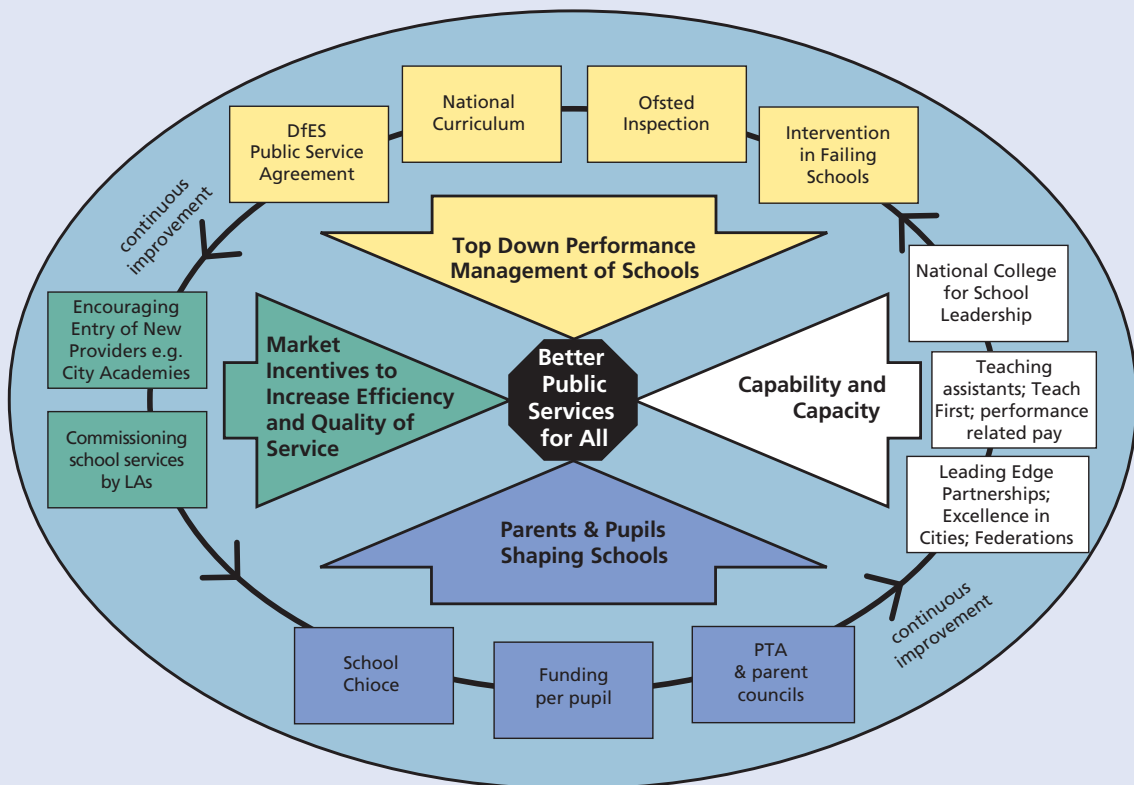 National
Curriculum
Ofsted
Inspection
DfES
Public Service
Agreement
Intervention
in Failing
Schools
continuous
improvement
Top Down Performance
Management of Schools
National College
for School
Leadership
Encouraging
Entry of New
Providers e.g.
City Academies
Market
Incentives to
Increase Efficiency
and Quality of
Service
Better
Public
Services
for All
Capability and
Capacity
Teaching
assistants; Teach
First; performance
related pay
Commissioning
school services
by LAs
Leading Edge
Partnerships;
Excellence in
Cities; Federations
Parents & Pupils
Shaping Schools
continuous
improvement
School
Chioce
Funding
per pupil
PTA
& parent
councils